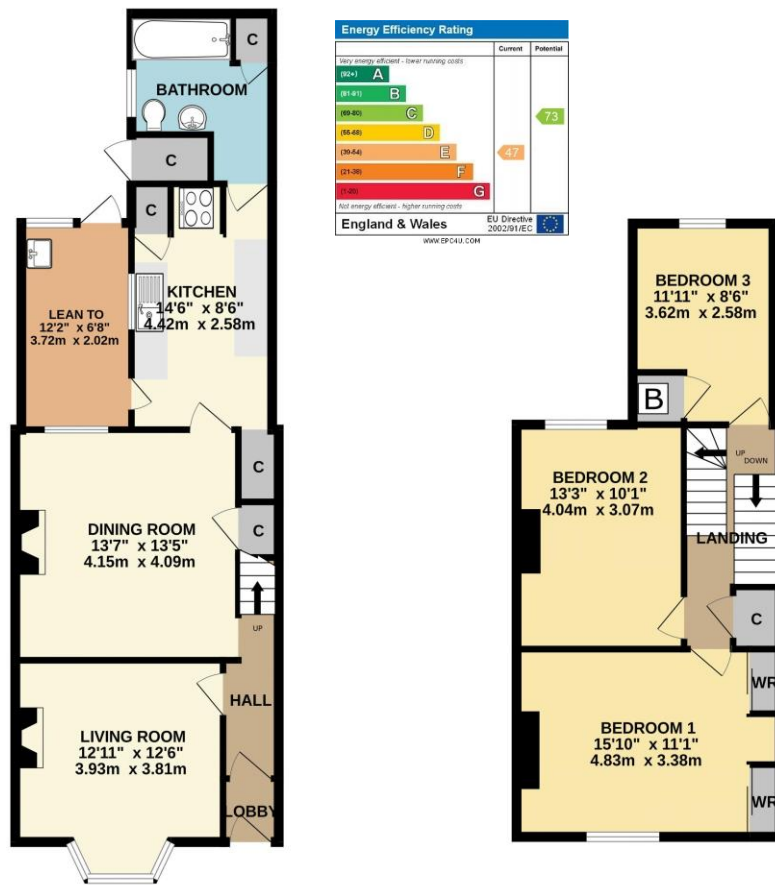 C
BATHROOM
C
C
KITCHEN
14'6" x 8'6"
4.42m x 2.58m
LEAN TO
12'2" x 6'8"
3.72m x 2.02m
C
DINING ROOM
13'7" x 13'5"
4.15m x 4.09m
C
UP
HALL
LIVING ROOM
12'11" x 12'6"
3.93m x 3.81m
LOBBY
Energy Efficiency Rating
Current
Potential
Very energy efficient - lower running costs
(92+) A
(81-91) B
(69-80) C
73
(55-68) D
(39-54) E
47
(21-38) F
(1-20) G
Not energy efficient - higher running costs
England & Wales
EU Directive
2002/91/EC
WWW.EPC4U.COM
BEDROOM 3
11'11" x 8'6"
3.62m x 2.58m
B
UP
DOWN
BEDROOM 2
13'3" x 10'1"
4.04m x 3.07m
LANDING
C
WR
BEDROOM 1
15'10" x 11'1"
4.83m x 3.38m
WR